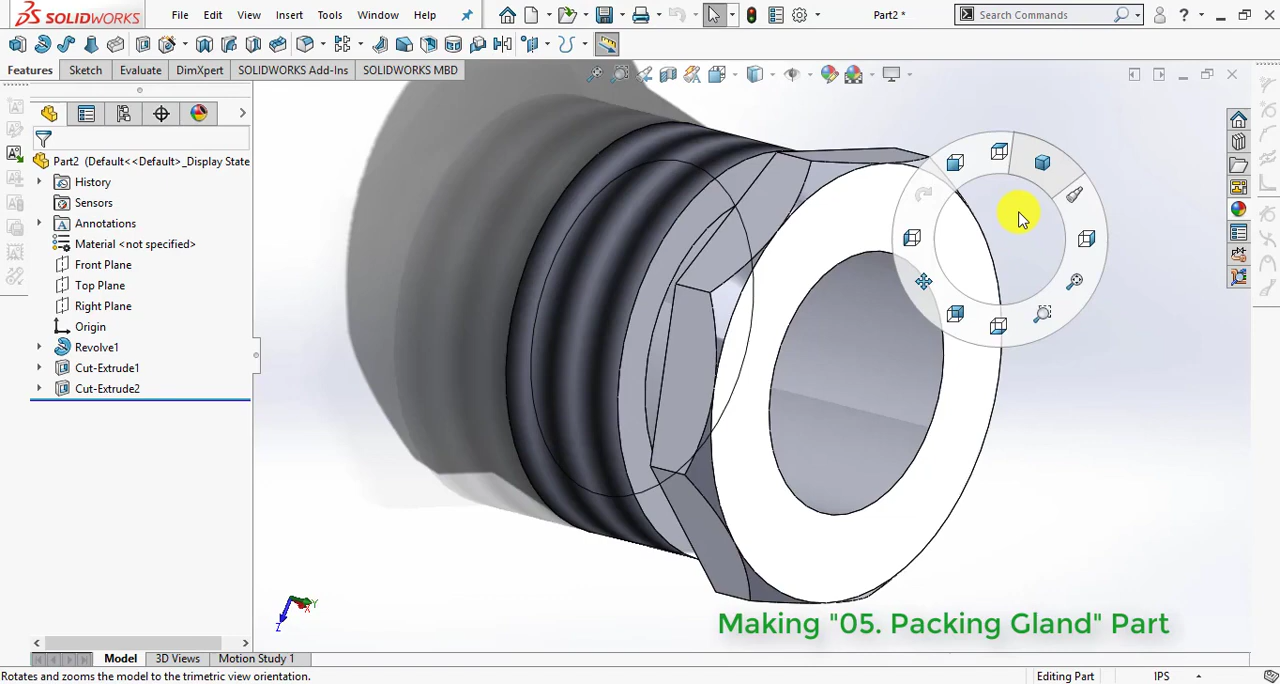 SOLIDWORKS File Edit View Insert Tools Window Help Part2 * Search Commands
Features Sketch Evaluate DimXpert SOLIDWORKS Add-Ins SOLIDWORKS MBD
Part2 (Default<<Default>_Display State
History
Sensors
Annotations
Material <not specified>
Front Plane
Top Plane
Right Plane
Origin
Revolve1
Cut-Extrude1
Cut-Extrude2
Y
X
Z
Making "05. Packing Gland" Part
Model 3D Views Motion Study 1
Rotates and zooms the model to the trimetric view orientation. Editing Part IPS